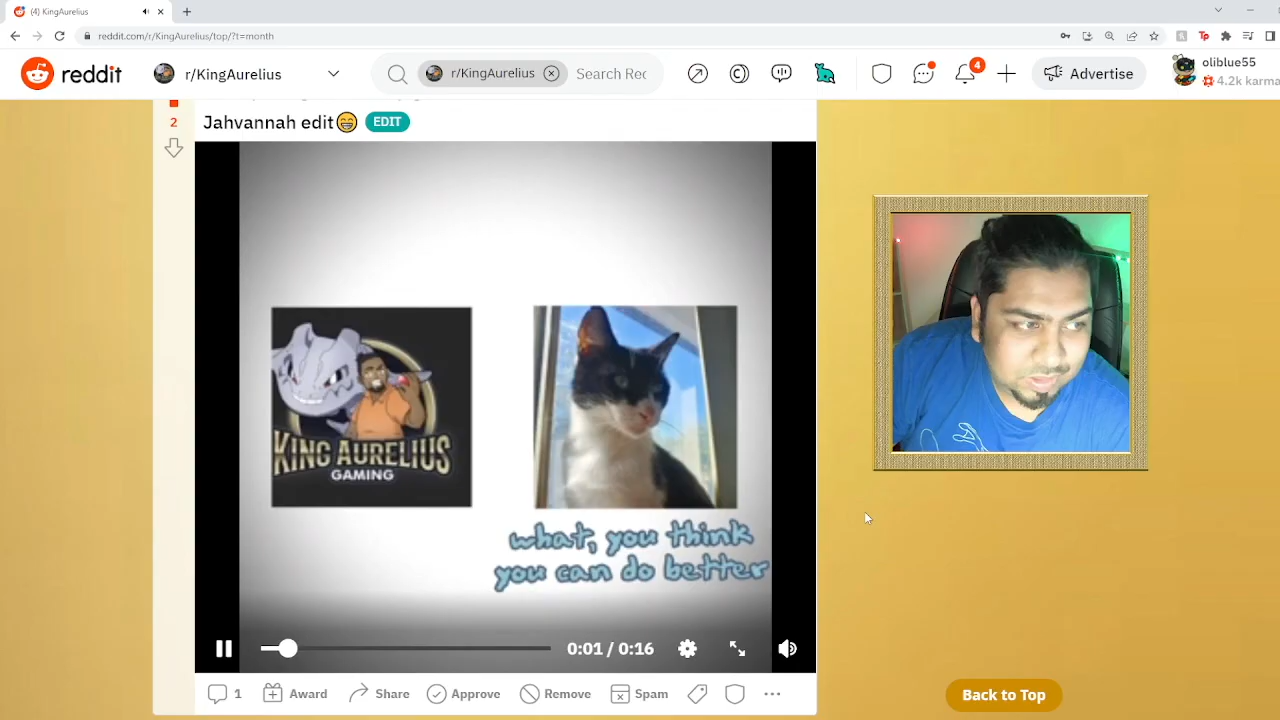 (4) KingAurelius
reddit.com/r/KingAurelius/top/?t=month
reddit
r/KingAurelius
r/KingAurelius
Search Rec
4
Advertise
oliblue55
4.2k karma
2
Jahvannah edit😁
EDIT
KING AURELIUS
GAMING
what, you think
you can do better
0:01 / 0:16
1
Award
Share
Approve
Remove
Spam
Back to Top